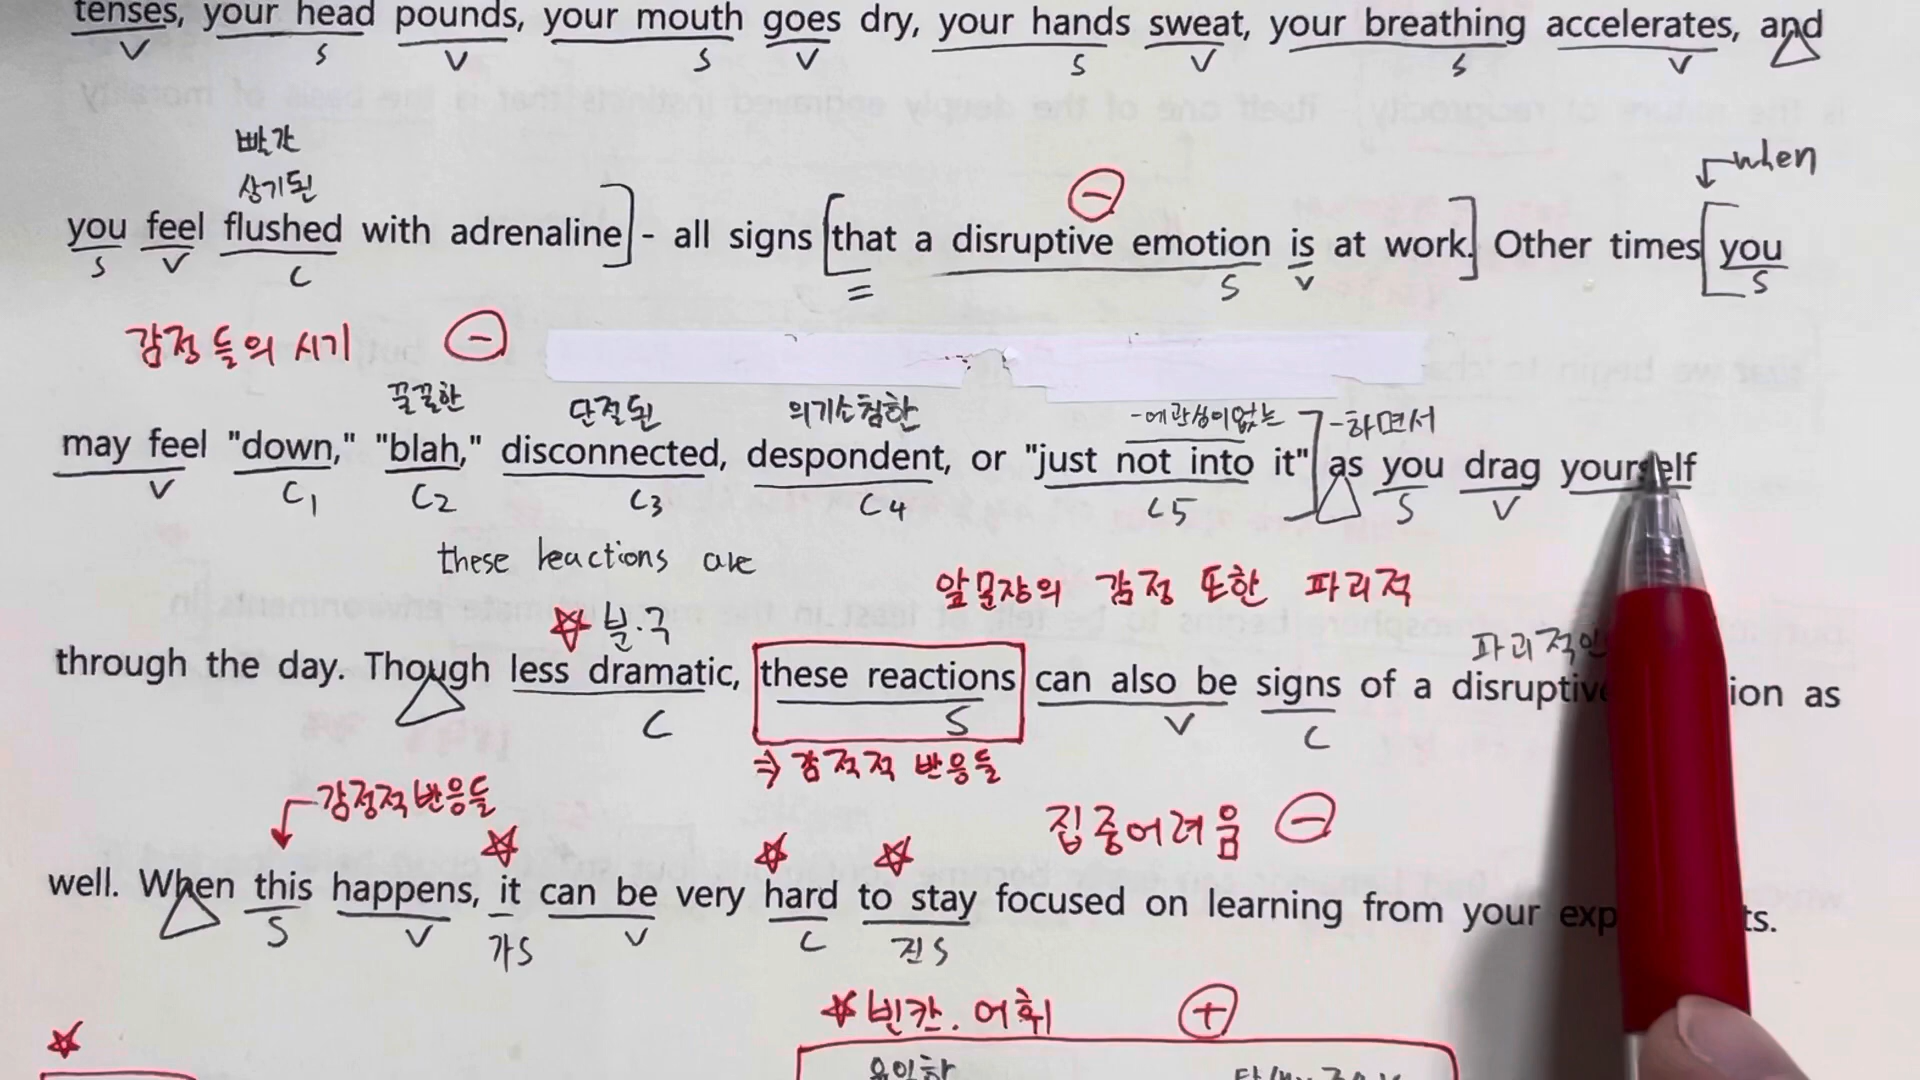 tenses, your head pounds, your mouth goes dry, your hands sweat, your breathing accelerates, and
V S V S V S V S V
빨간
상기된
when
you feel flushed with adrenaline] - all signs [that a disruptive emotion is at work.] Other times [you
S V C = S V S
감정들의 시기
꿀꿀한 단절된 의기소침한 -에 관심이 없는 -하면서
may feel "down," "blah," disconnected, despondent, or "just not into it"] as you drag yourself
V C1 C2 C3 C4 C5 S V
these reactions are
앞 문장의 감정 또한 파괴적
분·구
파괴적인
through the day. Though less dramatic, these reactions can also be signs of a disruptive as
C S V C
⇒ 감정적 반응들
감정적 반응들
집중 어려움
well. When this happens, it can be very hard to stay focused on learning from your
S V 가S V C 진S
빈칸. 어휘
유익한